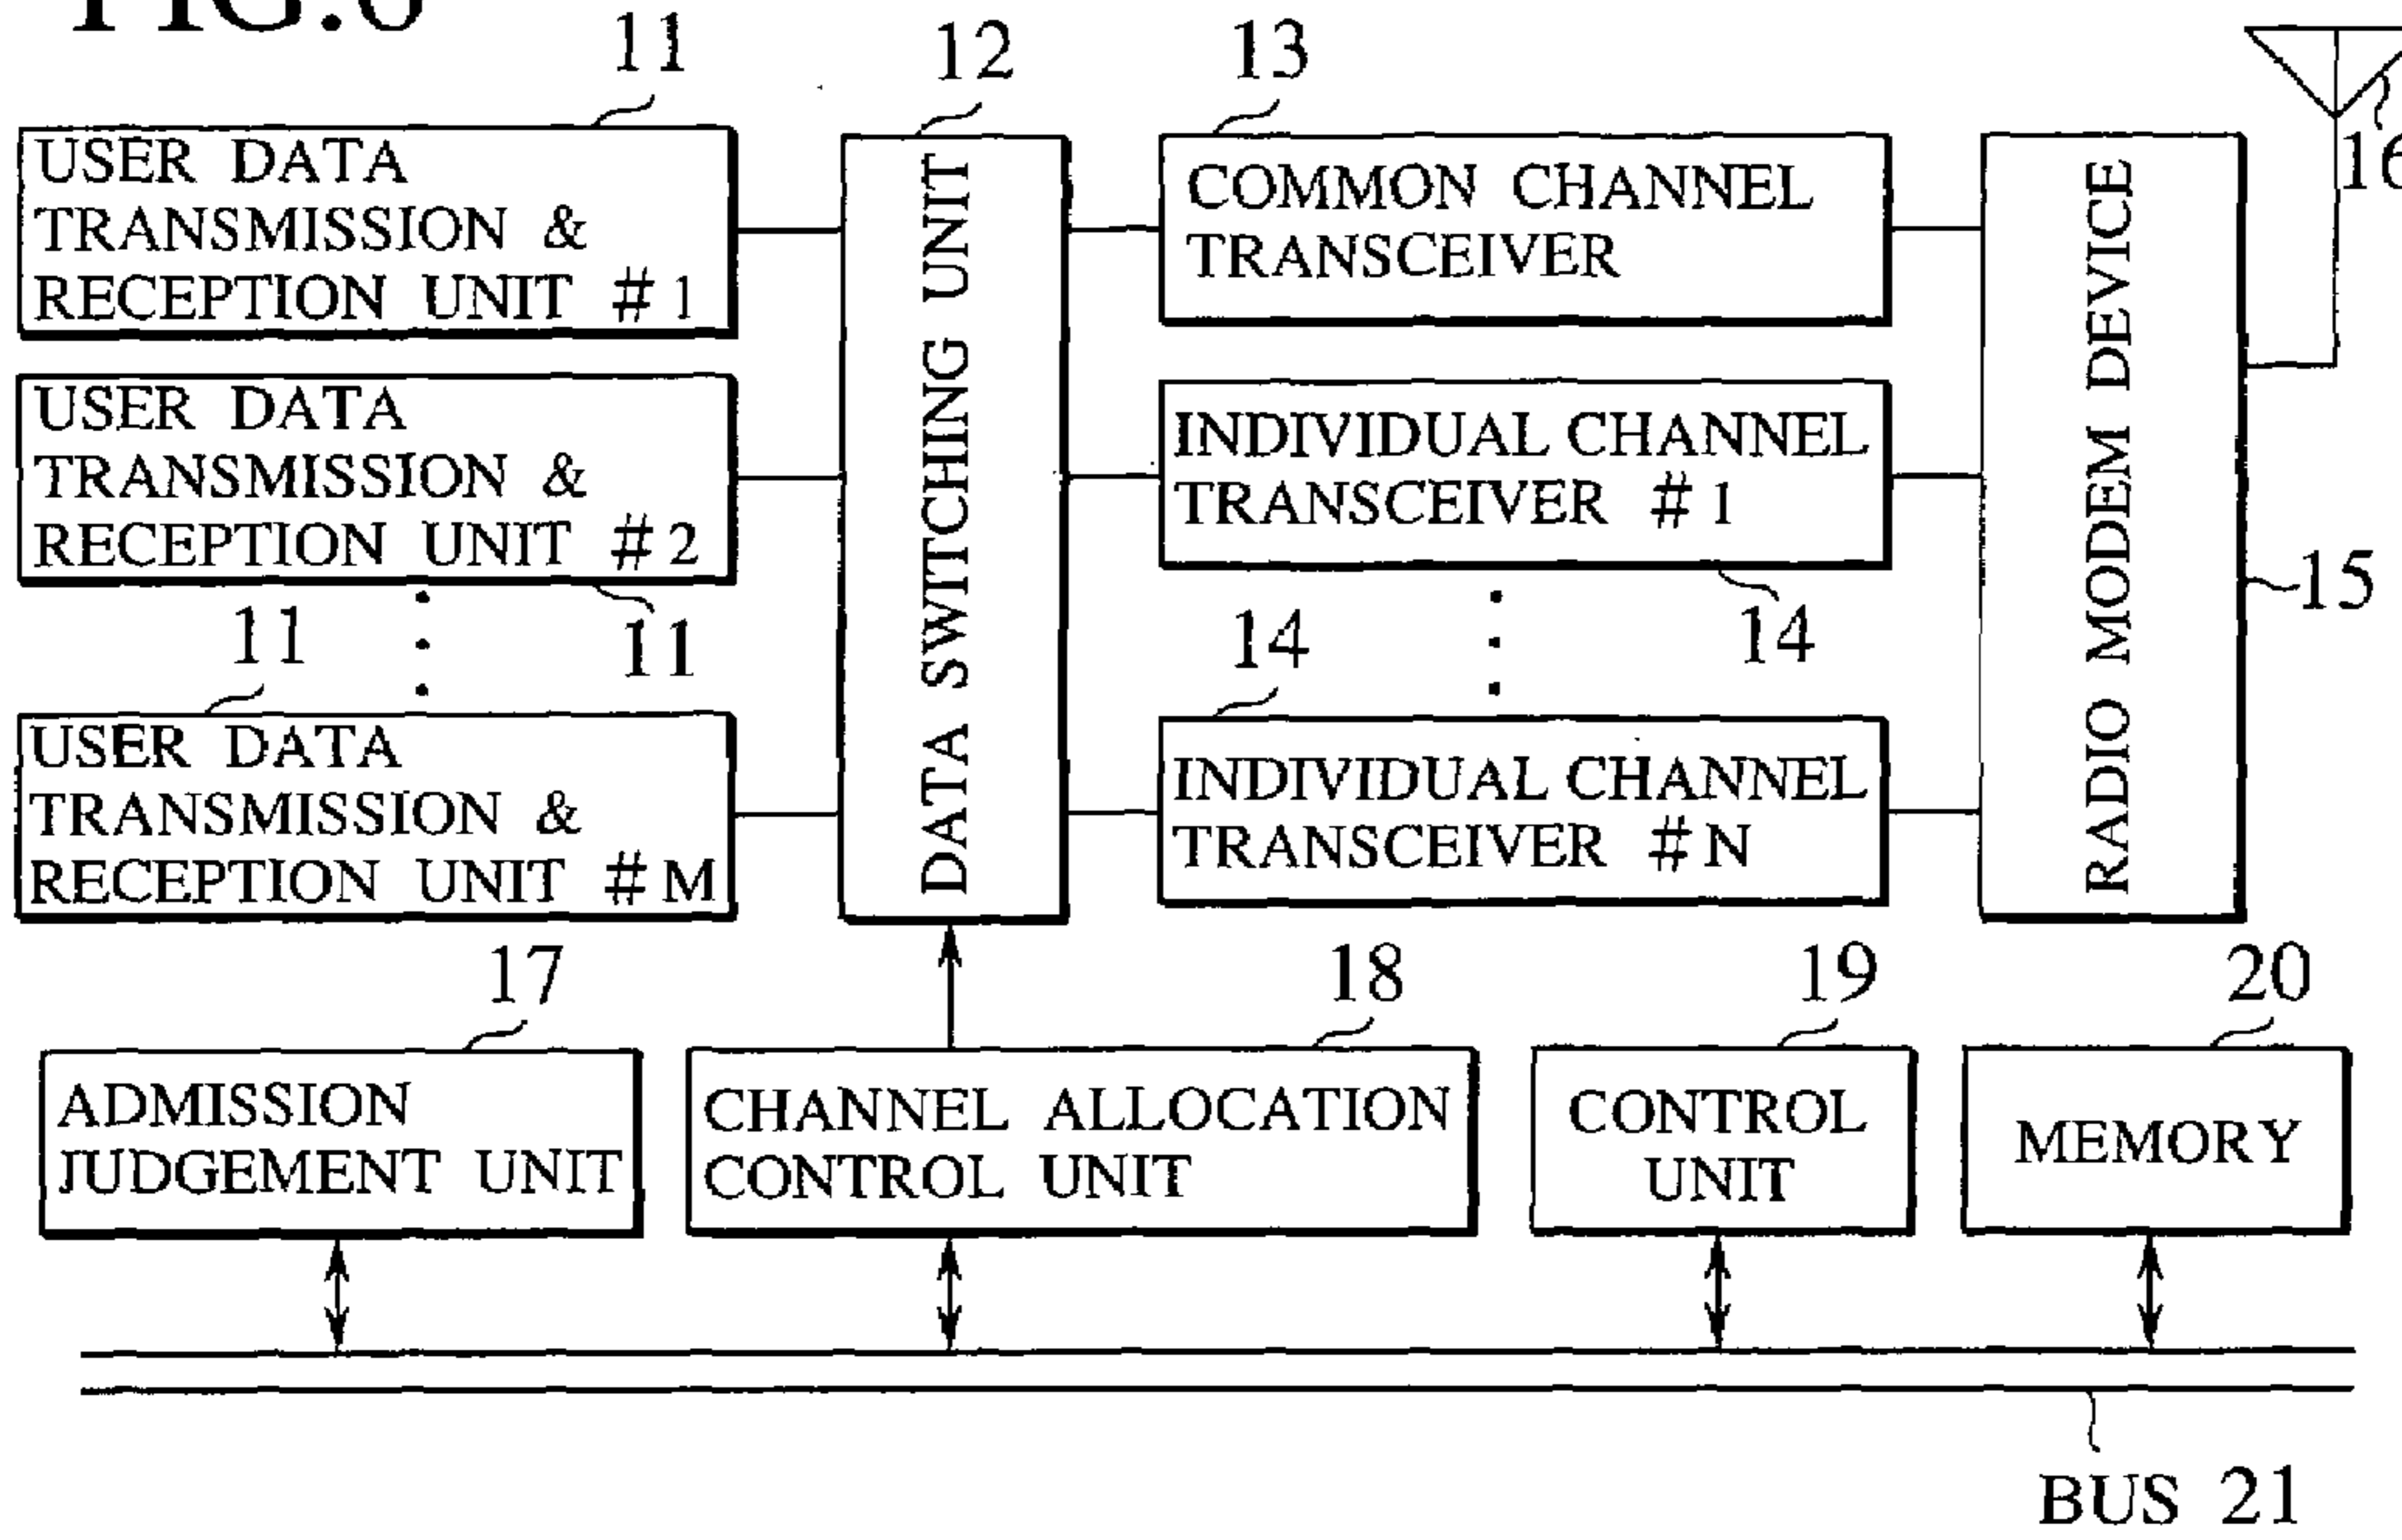 FIG.6
11
12
13
16
USER DATA
TRANSMISSION &
RECEPTION UNIT #1
DATA SWITCHING UNIT
COMMON CHANNEL
TRANSCEIVER
RADIO MODEM DEVICE
USER DATA
TRANSMISSION &
RECEPTION UNIT #2
INDIVIDUAL CHANNEL
TRANSCEIVER #1
15
11
11
14
14
USER DATA
TRANSMISSION &
RECEPTION UNIT #M
INDIVIDUAL CHANNEL
TRANSCEIVER #N
17
18
19
20
ADMISSION
JUDGEMENT UNIT
CHANNEL ALLOCATION
CONTROL UNIT
CONTROL
UNIT
MEMORY
BUS 21